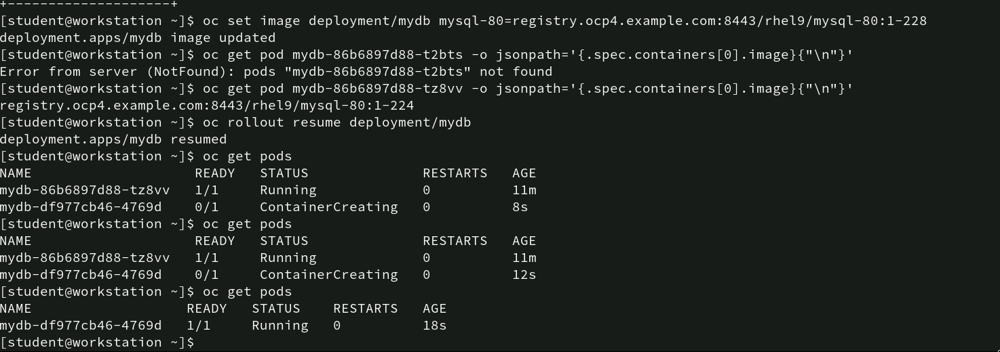 +--------------------+
[student@workstation ~]$ oc set image deployment/mydb mysql-80=registry.ocp4.example.com:8443/rhel9/mysql-80:1-228
deployment.apps/mydb image updated
[student@workstation ~]$ oc get pod mydb-86b6897d88-t2bts -o jsonpath='{.spec.containers[0].image}{"\n"}'
Error from server (NotFound): pods "mydb-86b6897d88-t2bts" not found
[student@workstation ~]$ oc get pod mydb-86b6897d88-tz8vv -o jsonpath='{.spec.containers[0].image}{"\n"}'
registry.ocp4.example.com:8443/rhel9/mysql-80:1-224
[student@workstation ~]$ oc rollout resume deployment/mydb
deployment.apps/mydb resumed
[student@workstation ~]$ oc get pods
NAME                    READY   STATUS              RESTARTS   AGE
mydb-86b6897d88-tz8vv   1/1     Running             0          11m
mydb-df977cb46-4769d    0/1     ContainerCreating   0          8s
[student@workstation ~]$ oc get pods
NAME                    READY   STATUS              RESTARTS   AGE
mydb-86b6897d88-tz8vv   1/1     Running             0          11m
mydb-df977cb46-4769d    0/1     ContainerCreating   0          12s
[student@workstation ~]$ oc get pods
NAME                   READY   STATUS    RESTARTS   AGE
mydb-df977cb46-4769d   1/1     Running   0          18s
[student@workstation ~]$